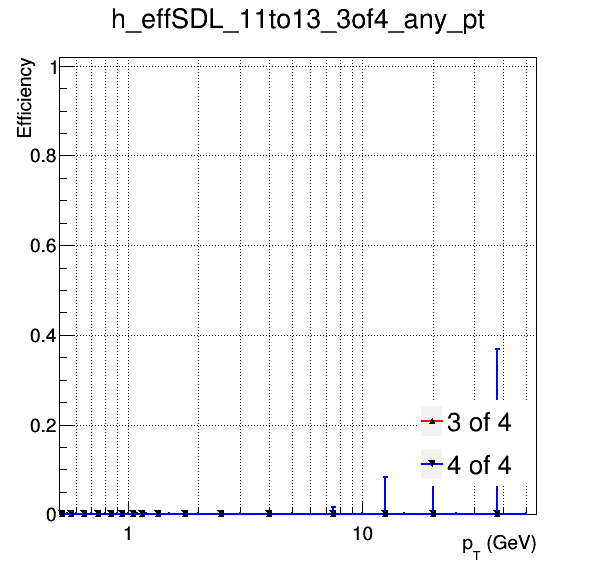 h_effSDL_11to13_3of4_any_pt
Efficiency
1
0.8
0.6
0.4
0.2
0
3 of 4
4 of 4
1 10
p_T (GeV)